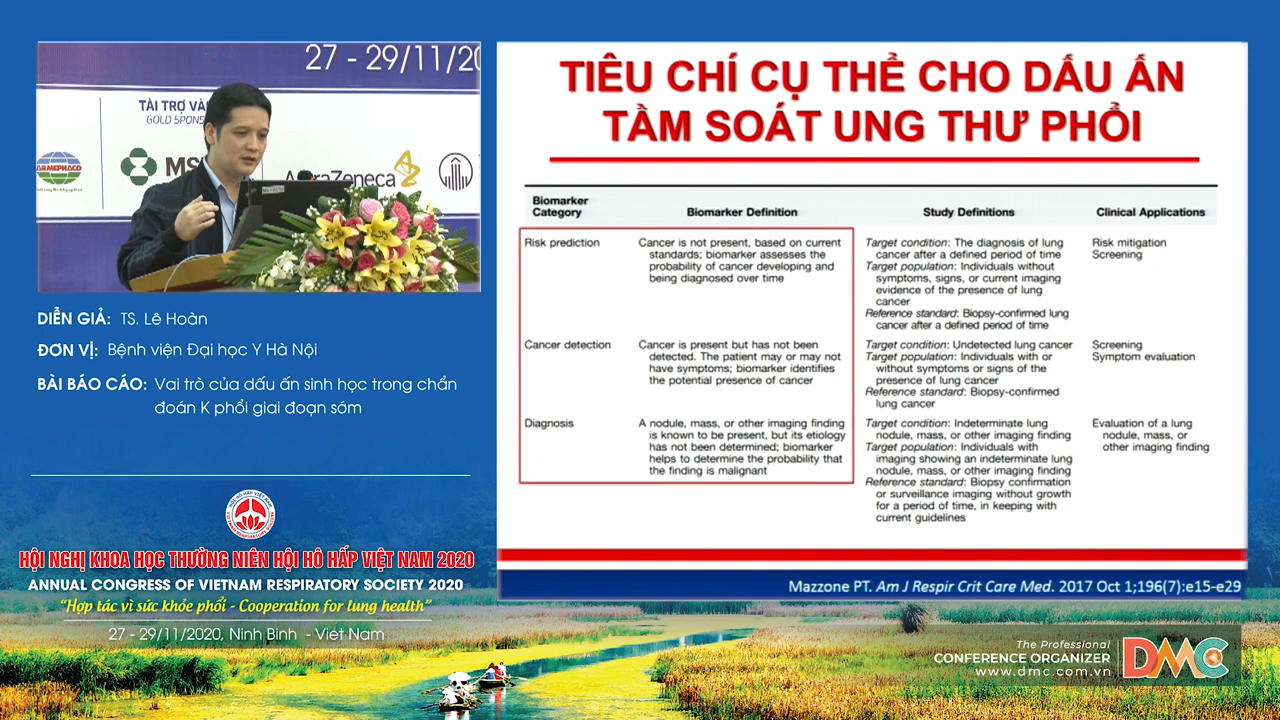 27 - 29/11/20
TÀI TRỢ VÀ
GOLD SPONS
ARMEPHACO
MS
AstraZeneca
DIỄN GIẢ: TS. Lê Hoàn
ĐƠN VỊ: Bệnh viện Đại học Y Hà Nội
BÀI BÁO CÁO: Vai trò của dấu ấn sinh học trong chẩn
đoán K phổi giai đoạn sớm
HỘI NGHỊ KHOA HỌC THƯỜNG NIÊN HỘI HÔ HẤP VIỆT NAM 2020
ANNUAL CONGRESS OF VIETNAM RESPIRATORY SOCIETY 2020
“Hợp tác vì sức khỏe phổi - Cooperation for lung health”
27 - 29/11/2020, Ninh Binh - Viet Nam
TIÊU CHÍ CỤ THỂ CHO DẤU ẤN
TẦM SOÁT UNG THƯ PHỔI
Biomarker
Category
Biomarker Definition
Study Definitions
Clinical Applications
Risk prediction
Cancer is not present, based on current
standards; biomarker assesses the
probability of cancer developing and
being diagnosed over time
Target condition: The diagnosis of lung
cancer after a defined period of time
Target population: Individuals without
symptoms, signs, or current imaging
evidence of the presence of lung
cancer
Reference standard: Biopsy-confirmed lung
cancer after a defined period of time
Risk mitigation
Screening
Cancer detection
Cancer is present but has not been
detected. The patient may or may not
have symptoms; biomarker identifies
the potential presence of cancer
Target condition: Undetected lung cancer
Target population: Individuals with or
without symptoms or signs of the
presence of lung cancer
Reference standard: Biopsy-confirmed
lung cancer
Screening
Symptom evaluation
Diagnosis
A nodule, mass, or other imaging finding
is known to be present, but its etiology
has not been determined; biomarker
helps to determine the probability that
the finding is malignant
Target condition: Indeterminate lung
nodule, mass, or other imaging finding
Target population: Individuals with
imaging showing an indeterminate lung
nodule, mass, or other imaging finding
Reference standard: Biopsy confirmation
or surveillance imaging without growth
for a period of time, in keeping with
current guidelines
Evaluation of a lung
nodule, mass, or
other imaging finding
Mazzone PT. Am J Respir Crit Care Med. 2017 Oct 1;196(7):e15-e29
The Professional
CONFERENCE ORGANIZER
www.dmc.com.vn
DMC